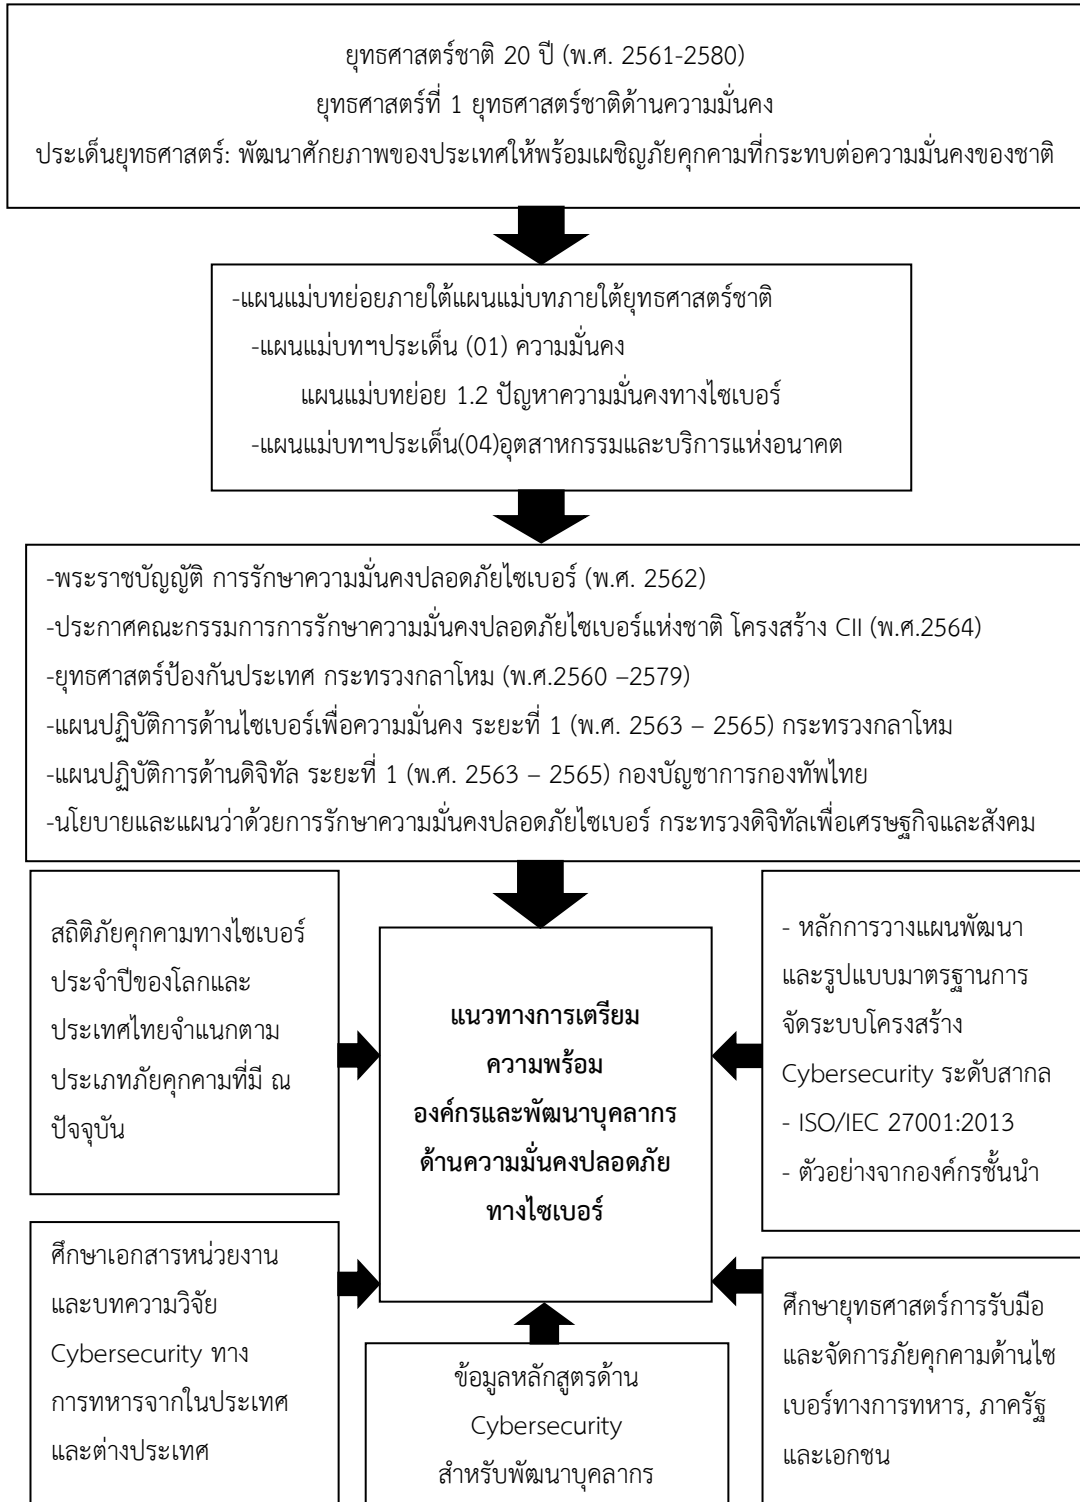 ยุทธศาสตร์ชาติ 20 ปี (พ.ศ. 2561-2580)
ยุทธศาสตร์ที่ 1 ยุทธศาสตร์ชาติด้านความมั่นคง
ประเด็นยุทธศาสตร์: พัฒนาศักยภาพของประเทศให้พร้อมเผชิญภัยคุกคามที่กระทบต่อความมั่นคงของชาติ
-แผนแม่บทย่อยภายใต้แผนแม่บทภายใต้ยุทธศาสตร์ชาติ
-แผนแม่บทฯประเด็น (01) ความมั่นคง
แผนแม่บทย่อย 1.2 ปัญหาความมั่นคงทางไซเบอร์
-แผนแม่บทฯประเด็น(04)อุตสาหกรรมและบริการแห่งอนาคต
-พระราชบัญญัติ การรักษาความมั่นคงปลอดภัยไซเบอร์ (พ.ศ. 2562)
-ประกาศคณะกรรมการการรักษาความมั่นคงปลอดภัยไซเบอร์แห่งชาติ โครงสร้าง CII (พ.ศ.2564)
-ยุทธศาสตร์ป้องกันประเทศ กระทรวงกลาโหม (พ.ศ.2560 –2579)
-แผนปฏิบัติการด้านไซเบอร์เพื่อความมั่นคง ระยะที่ 1 (พ.ศ. 2563 – 2565) กระทรวงกลาโหม
-แผนปฏิบัติการด้านดิจิทัล ระยะที่ 1 (พ.ศ. 2563 – 2565) กองบัญชาการกองทัพไทย
-นโยบายและแผนว่าด้วยการรักษาความมั่นคงปลอดภัยไซเบอร์ กระทรวงดิจิทัลเพื่อเศรษฐกิจและสังคม
สถิติภัยคุกคามทางไซเบอร์
ประจำปีของโลกและ
ประเทศไทยจำแนกตาม
ประเภทภัยคุกคามที่มี ณ
ปัจจุบัน
แนวทางการเตรียม
ความพร้อม
องค์กรและพัฒนาบุคลากร
ด้านความมั่นคงปลอดภัย
ทางไซเบอร์
- หลักการวางแผนพัฒนา
และรูปแบบมาตรฐานการ
จัดระบบโครงสร้าง
Cybersecurity ระดับสากล
- ISO/IEC 27001:2013
- ตัวอย่างจากองค์กรชั้นนำ
ศึกษาเอกสารหน่วยงาน
และบทความวิจัย
Cybersecurity ทาง
การทหารจากในประเทศ
และต่างประเทศ
ข้อมูลหลักสูตรด้าน
Cybersecurity
สำหรับพัฒนาบุคลากร
ศึกษายุทธศาสตร์การรับมือ
และจัดการภัยคุกคามด้านไซ
เบอร์ทางการทหาร, ภาครัฐ
และเอกชน